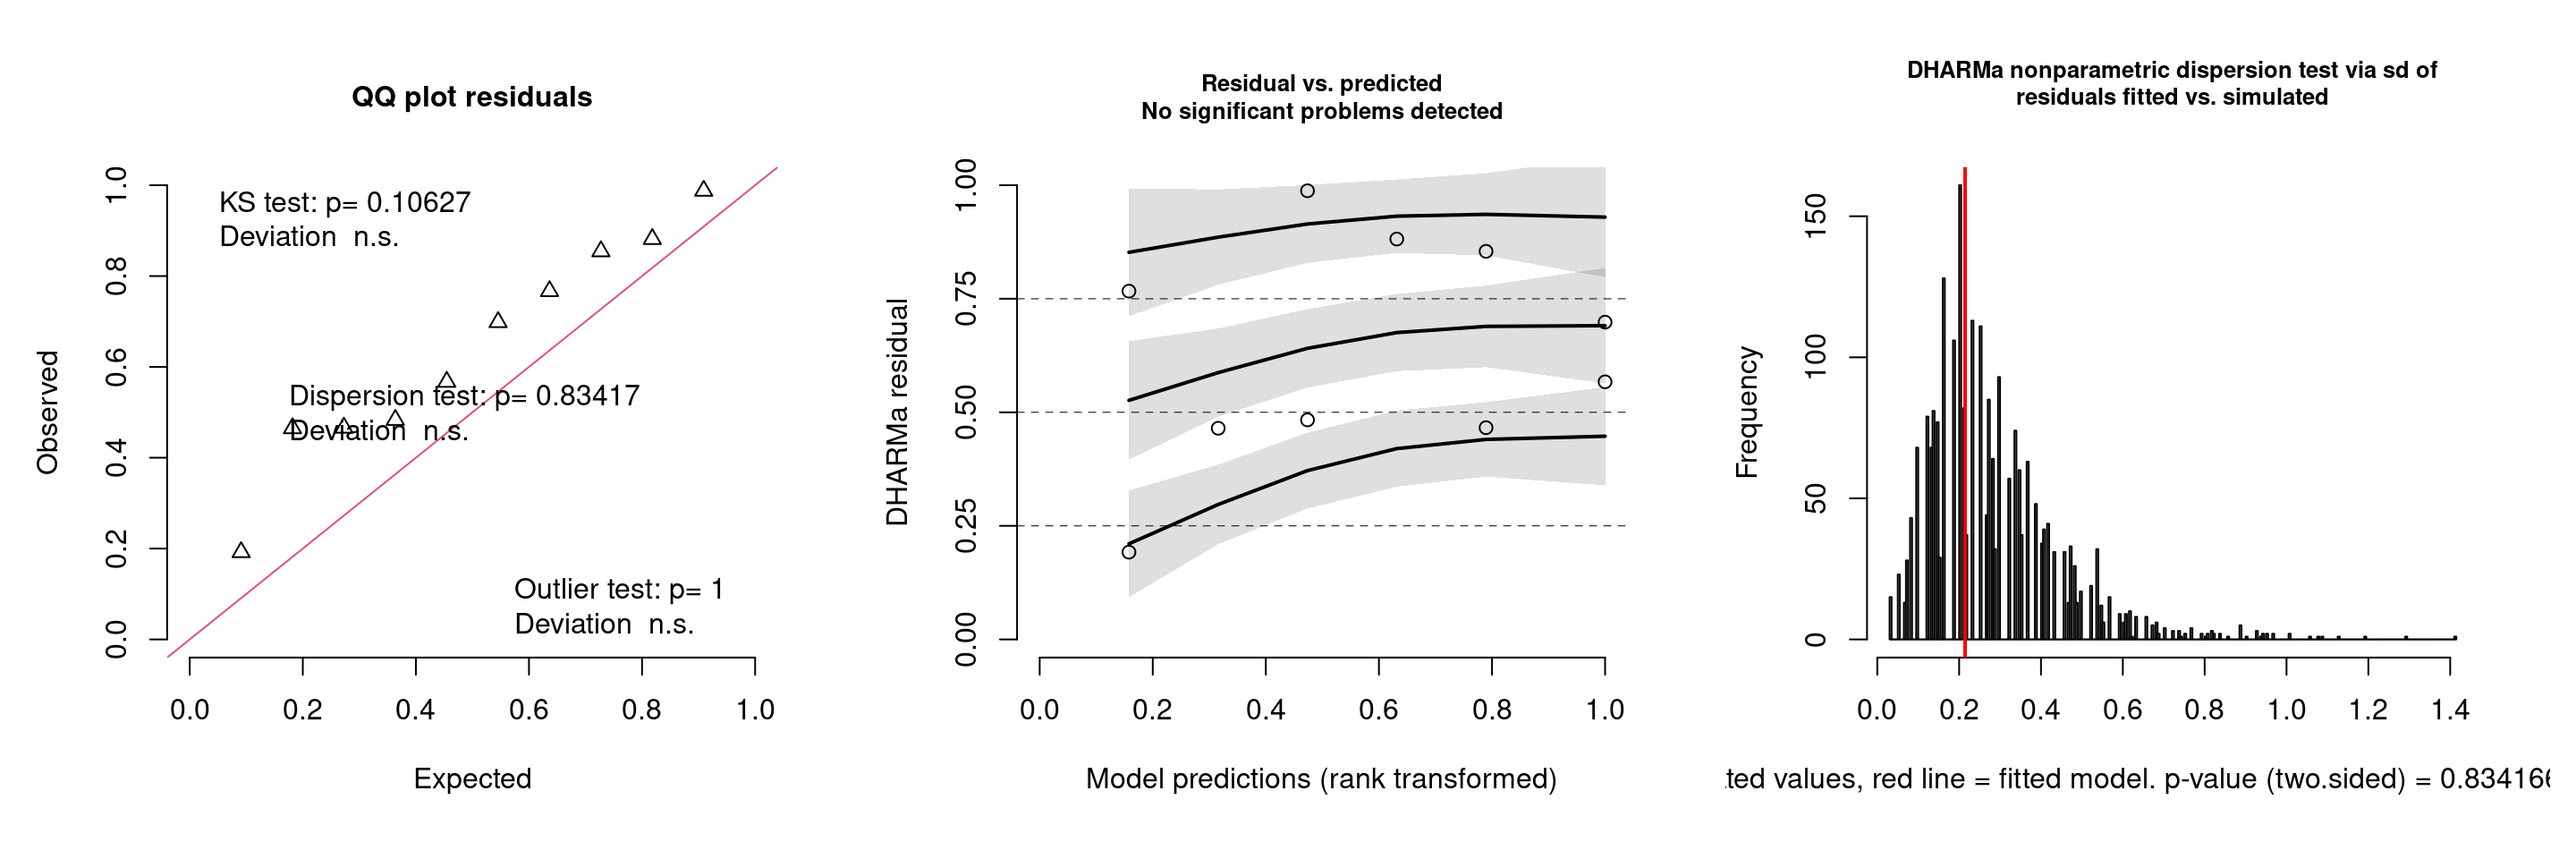 QQ plot residuals
KS test: p= 0.10627
Deviation  n.s.
Dispersion test: p= 0.83417
Deviation  n.s.
Outlier test: p= 1
Deviation  n.s.
Observed
0.0 0.2 0.4 0.6 0.8 1.0
0.0 0.2 0.4 0.6 0.8 1.0
Expected
Residual vs. predicted
No significant problems detected
DHARMa residual
0.00 0.25 0.50 0.75 1.00
0.0 0.2 0.4 0.6 0.8 1.0
Model predictions (rank transformed)
DHARMa nonparametric dispersion test via sd of
residuals fitted vs. simulated
Frequency
0 50 100 150
0.0 0.2 0.4 0.6 0.8 1.0 1.2 1.4
values, red line = fitted model. p-value (two.sided) = 0.83416